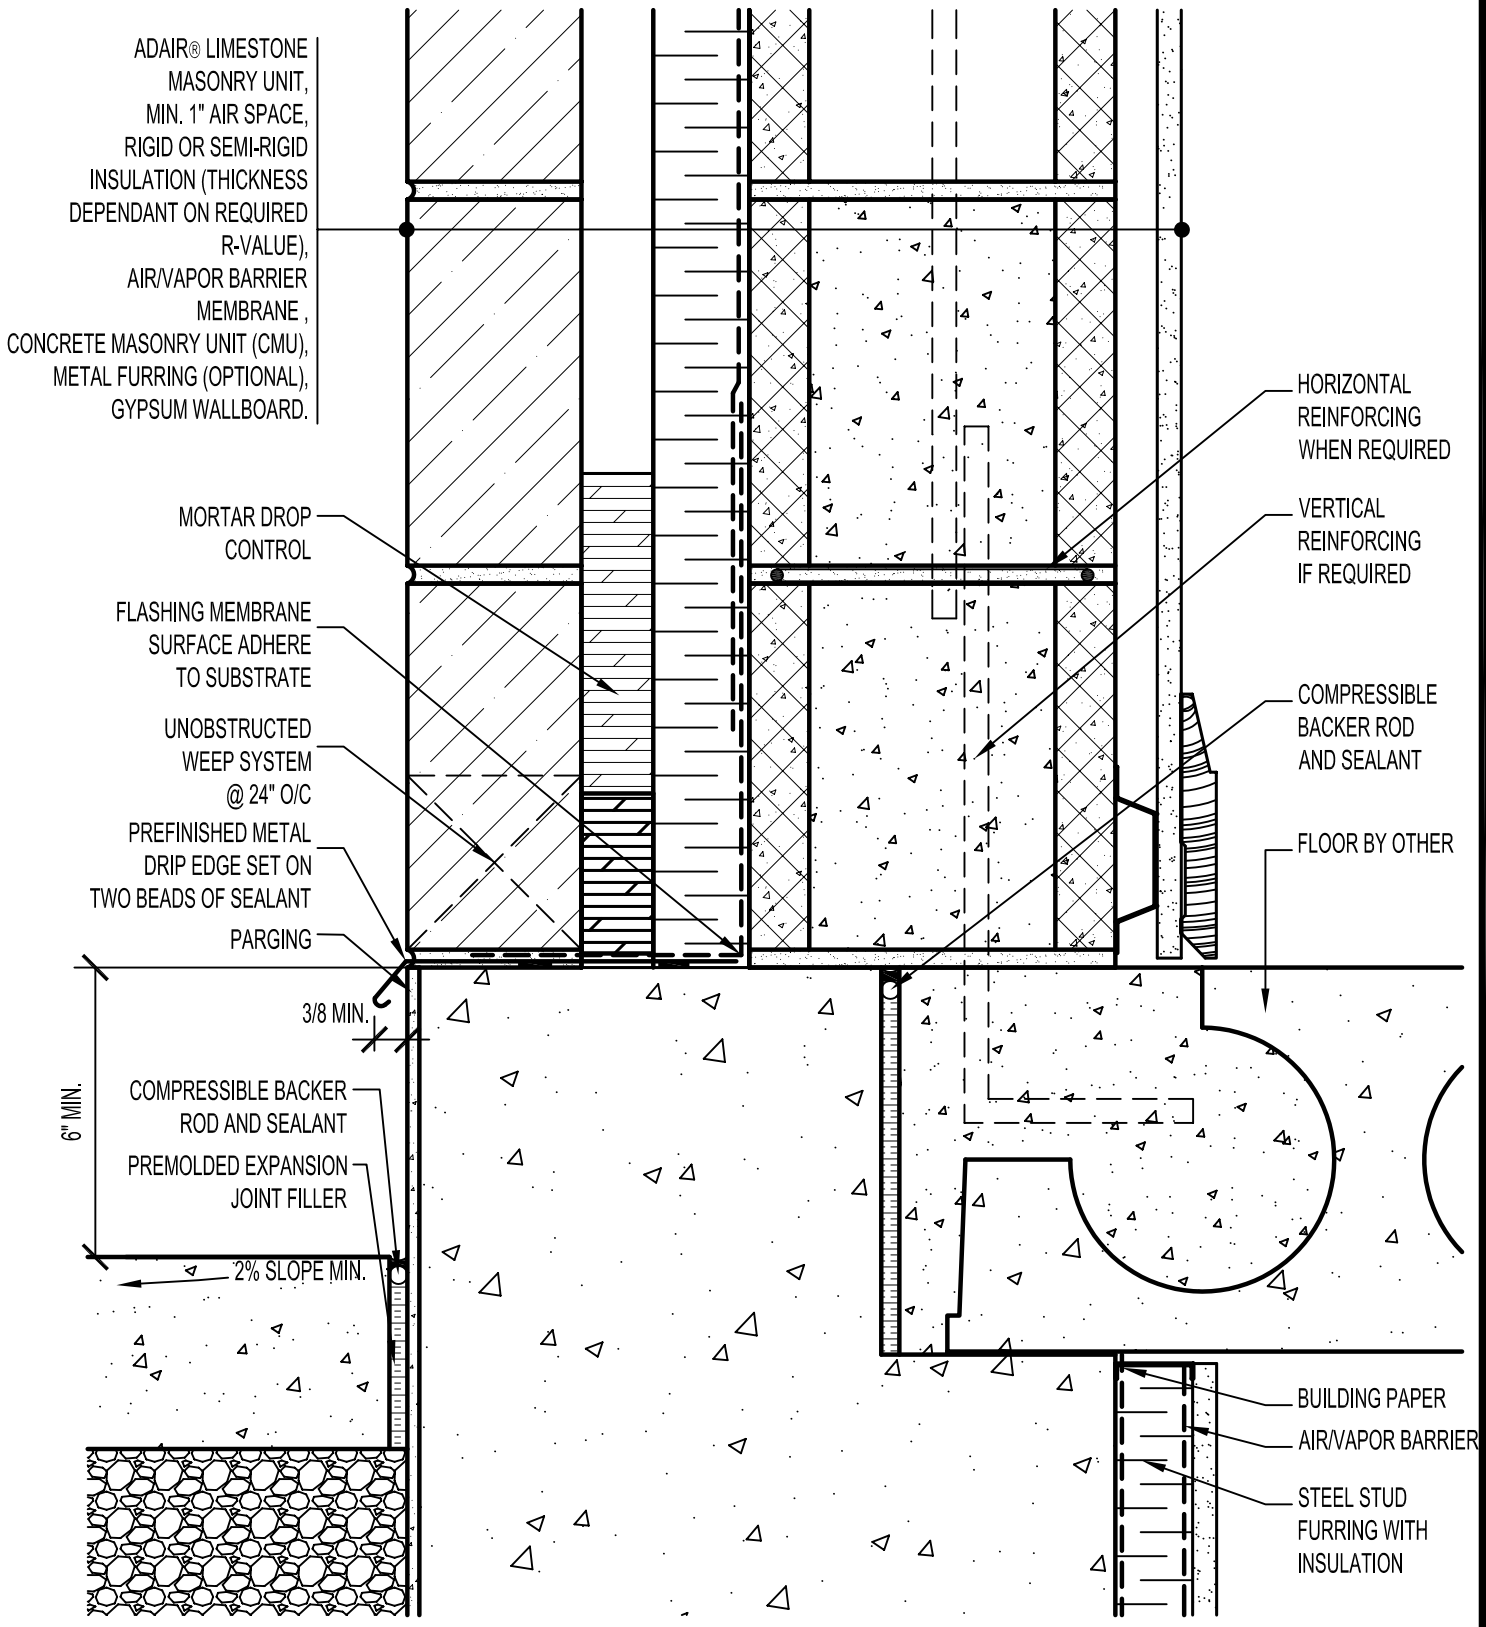 ADAIR® LIMESTONE
MASONRY UNIT,
MIN. 1" AIR SPACE,
RIGID OR SEMI-RIGID
INSULATION (THICKNESS
DEPENDANT ON REQUIRED
R-VALUE),
AIR/VAPOR BARRIER
MEMBRANE ,
CONCRETE MASONRY UNIT (CMU),
METAL FURRING (OPTIONAL),
GYPSUM WALLBOARD.
MORTAR DROP
CONTROL
FLASHING MEMBRANE
SURFACE ADHERE
TO SUBSTRATE
UNOBSTRUCTED
WEEP SYSTEM
@ 24" O/C
PREFINISHED METAL
DRIP EDGE SET ON
TWO BEADS OF SEALANT
PARGING
3/8 MIN.
6" MIN.
COMPRESSIBLE BACKER
ROD AND SEALANT
PREMOLDED EXPANSION
JOINT FILLER
2% SLOPE MIN.
HORIZONTAL
REINFORCING
WHEN REQUIRED
VERTICAL
REINFORCING
IF REQUIRED
COMPRESSIBLE
BACKER ROD
AND SEALANT
FLOOR BY OTHER
BUILDING PAPER
AIR/VAPOR BARRIER
STEEL STUD
FURRING WITH
INSULATION